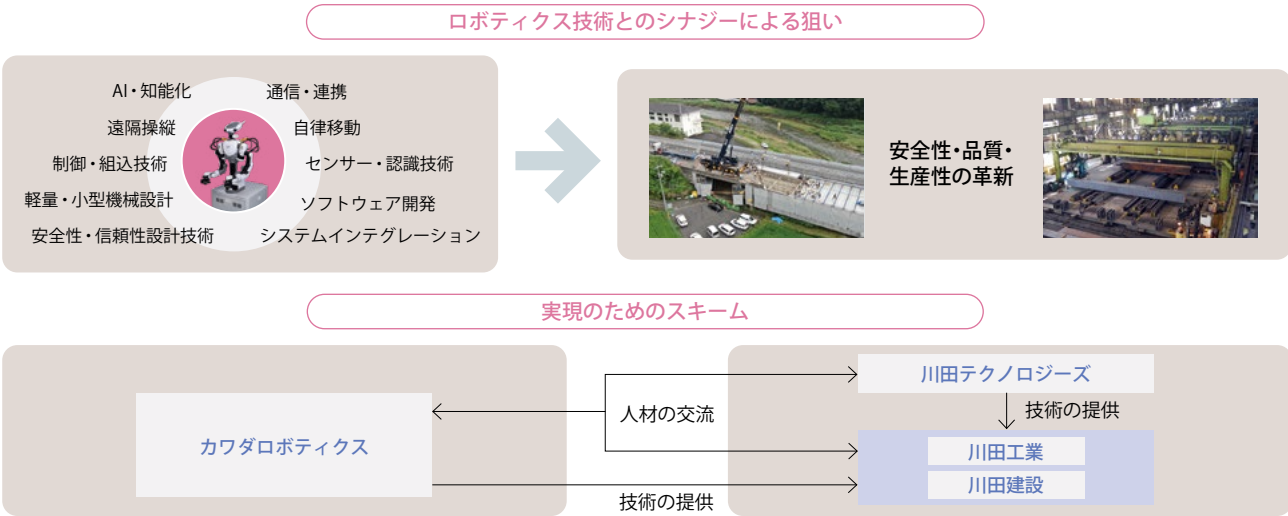 ロボティクス技術とのシナジーによる狙い
AI・知能化
通信・連携
遠隔操縦
自律移動
制御・組込技術
センサー・認識技術
軽量・小型機械設計
ソフトウェア開発
安全性・信頼性設計技術
システムインテグレーション
安全性・品質・
生産性の革新
実現のためのスキーム
カワダロボティクス
人材の交流
技術の提供
川田テクノロジーズ
技術の提供
川田工業
川田建設